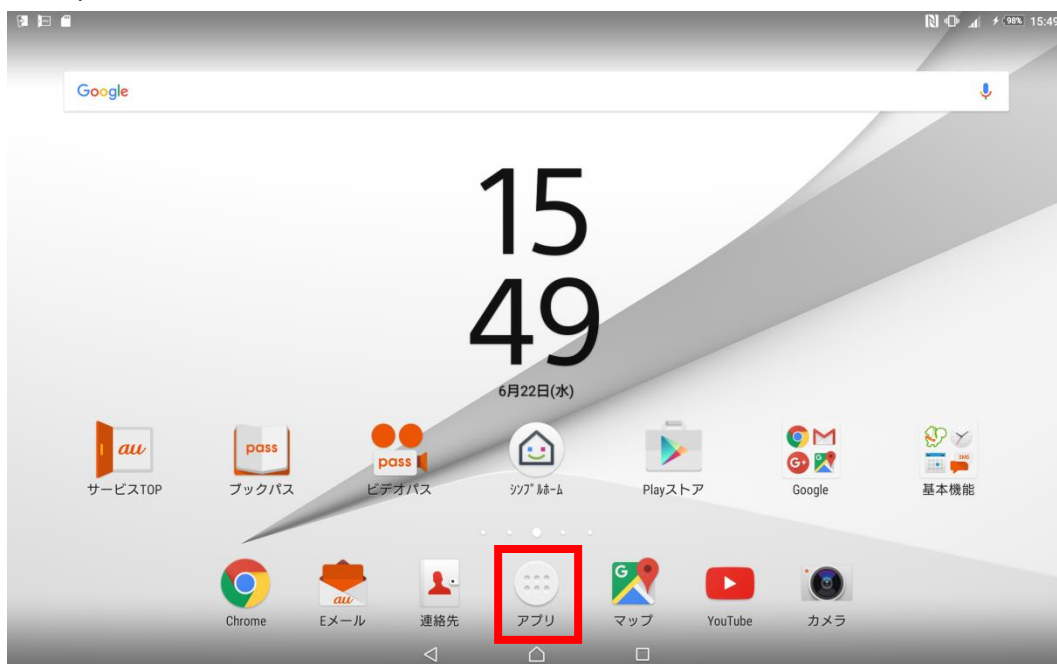 98% 15:49
Google
15
49
6月22日(水)
au
pass
pass
G+
G
SMS
サービスTOP
ブックパス
ビデオパス
ｼﾝﾌﾟﾙﾎｰﾑ
Playストア
Google
基本機能
au
G
Chrome
Eメール
連絡先
アプリ
マップ
YouTube
カメラ